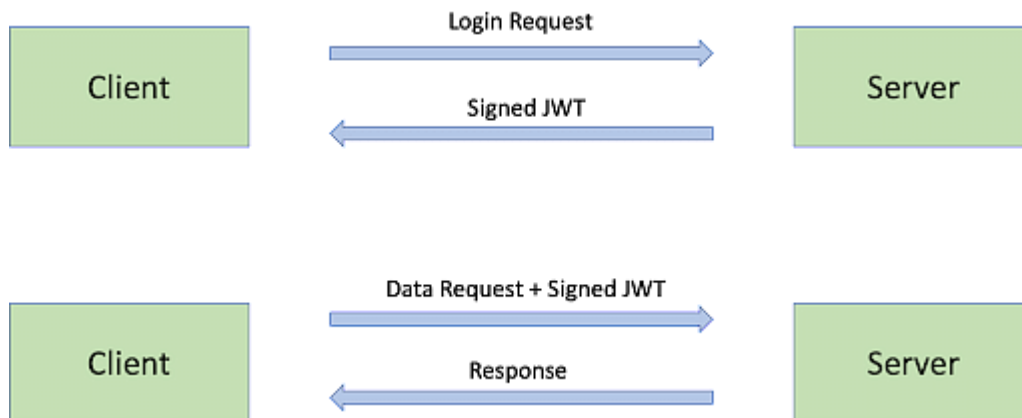 Login Request
Client
Server
Signed JWT
Data Request + Signed JWT
Client
Server
Response